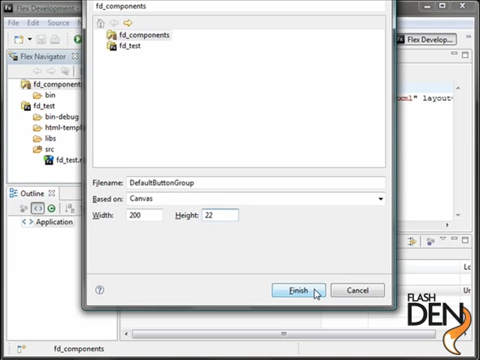 Flex Development
fd_components
File Edit Source
Flex Develop...
Flex Navigator
fd_components
fd_test
fd_components
bin
fd_test
bin-debug
html-templ
libs
src
fd_test.m
xml" layout=
Filename: DefaultButtonGroup
Based on: Canvas
Width: 200 Height: 22
Outline
<> Application
Finish Cancel
FLASH
DEN
fd_components